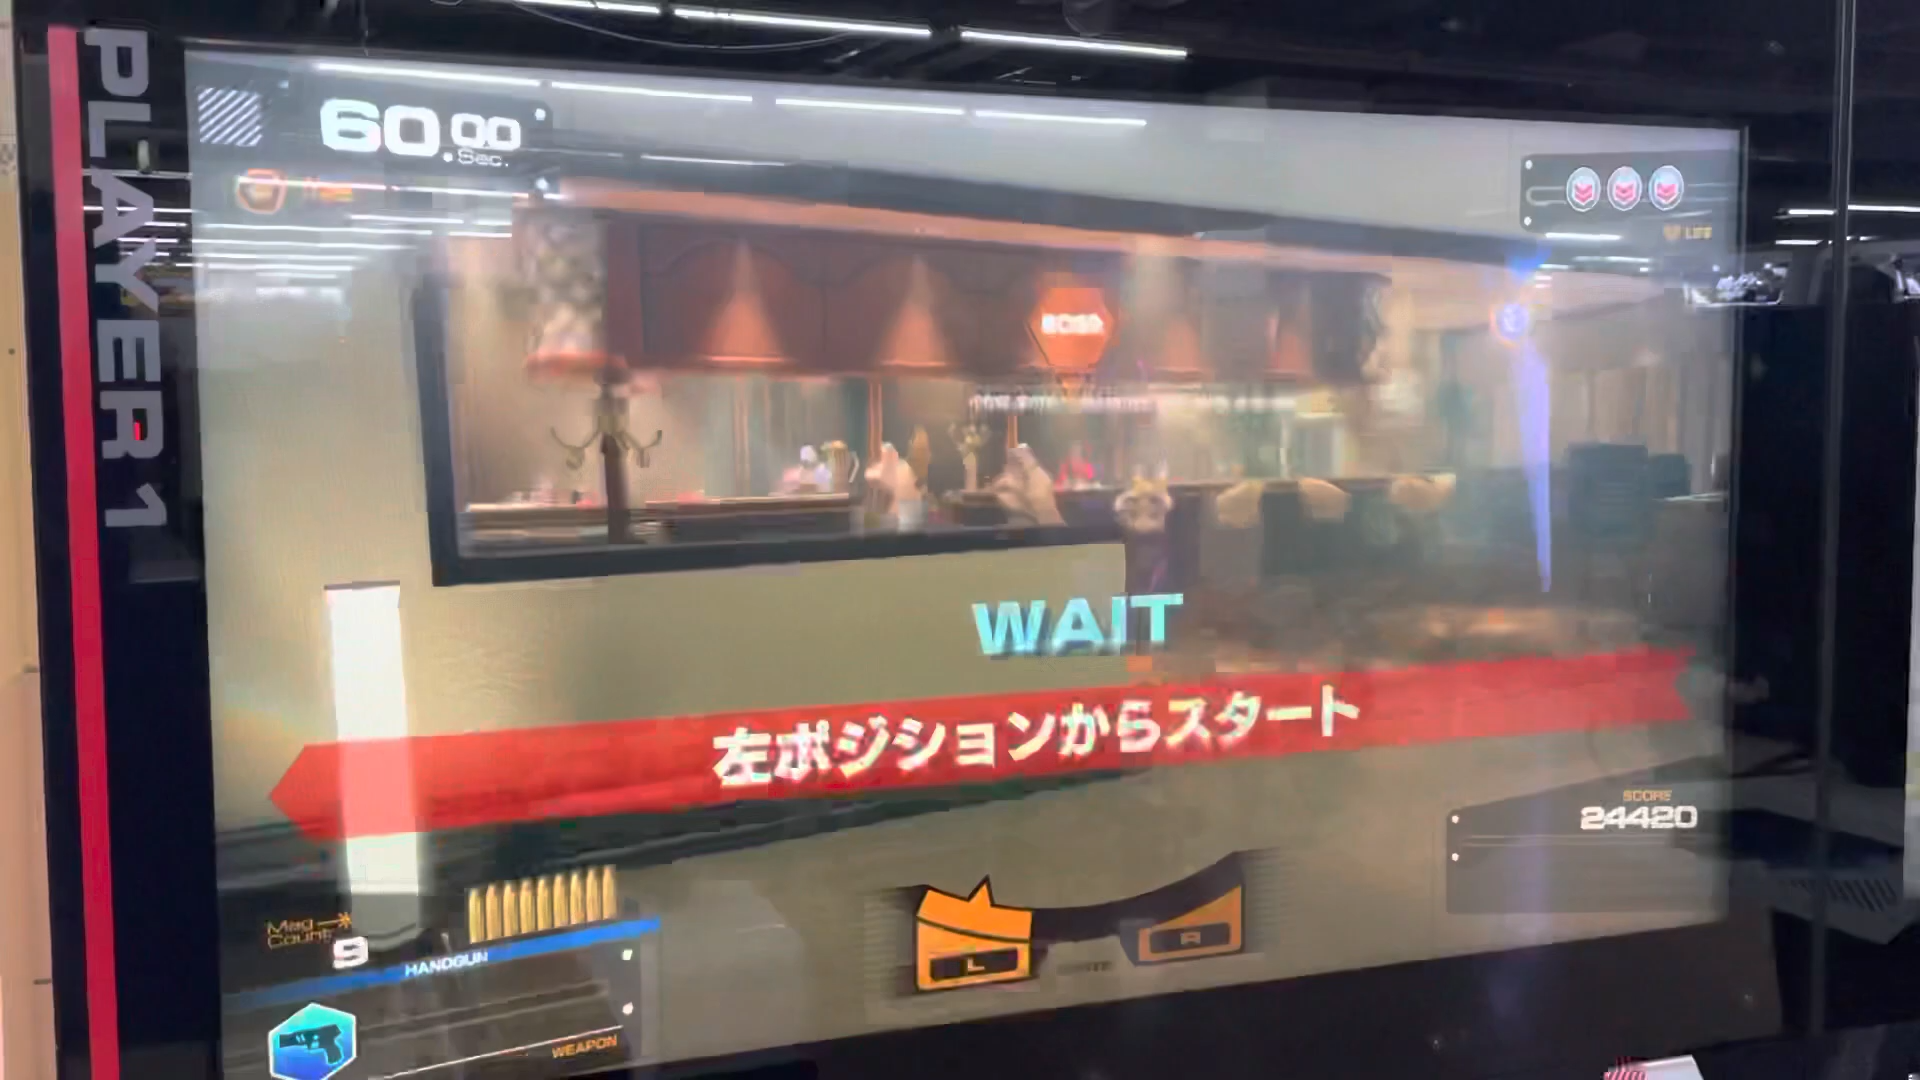 PLAYER 1
60.00
Sec.
LIFE
WAIT
左ポジションからスタート
SCORE
24420
Mag
Count
9
HANDGUN
WEAPON
L
R